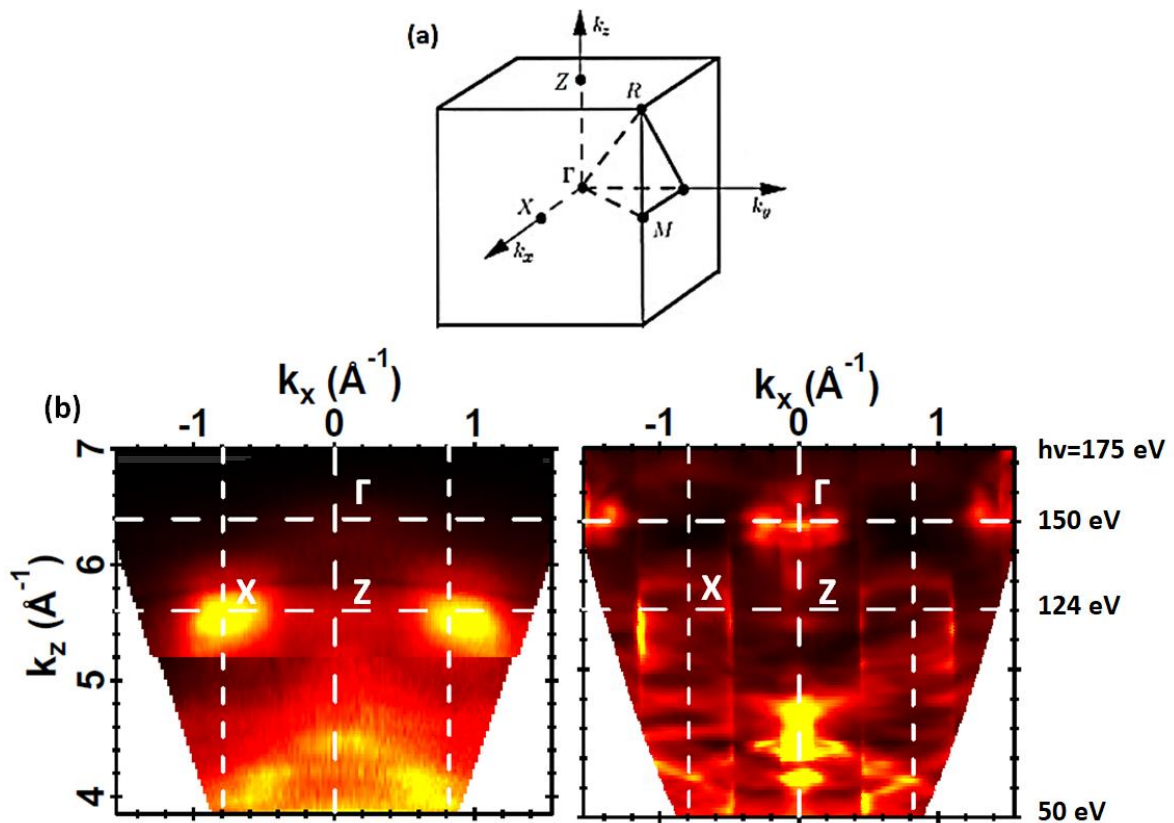 (a)
k_z
Z
R
Γ
k_y
X
M
k_x
(b)
k_x (Å^-1)
k_x (Å^-1)
-1 0 1
-1 0 1
7
6
5
4
k_z (Å^-1)
Γ
X Z
Γ
X Z
hν=175 eV
150 eV
124 eV
50 eV